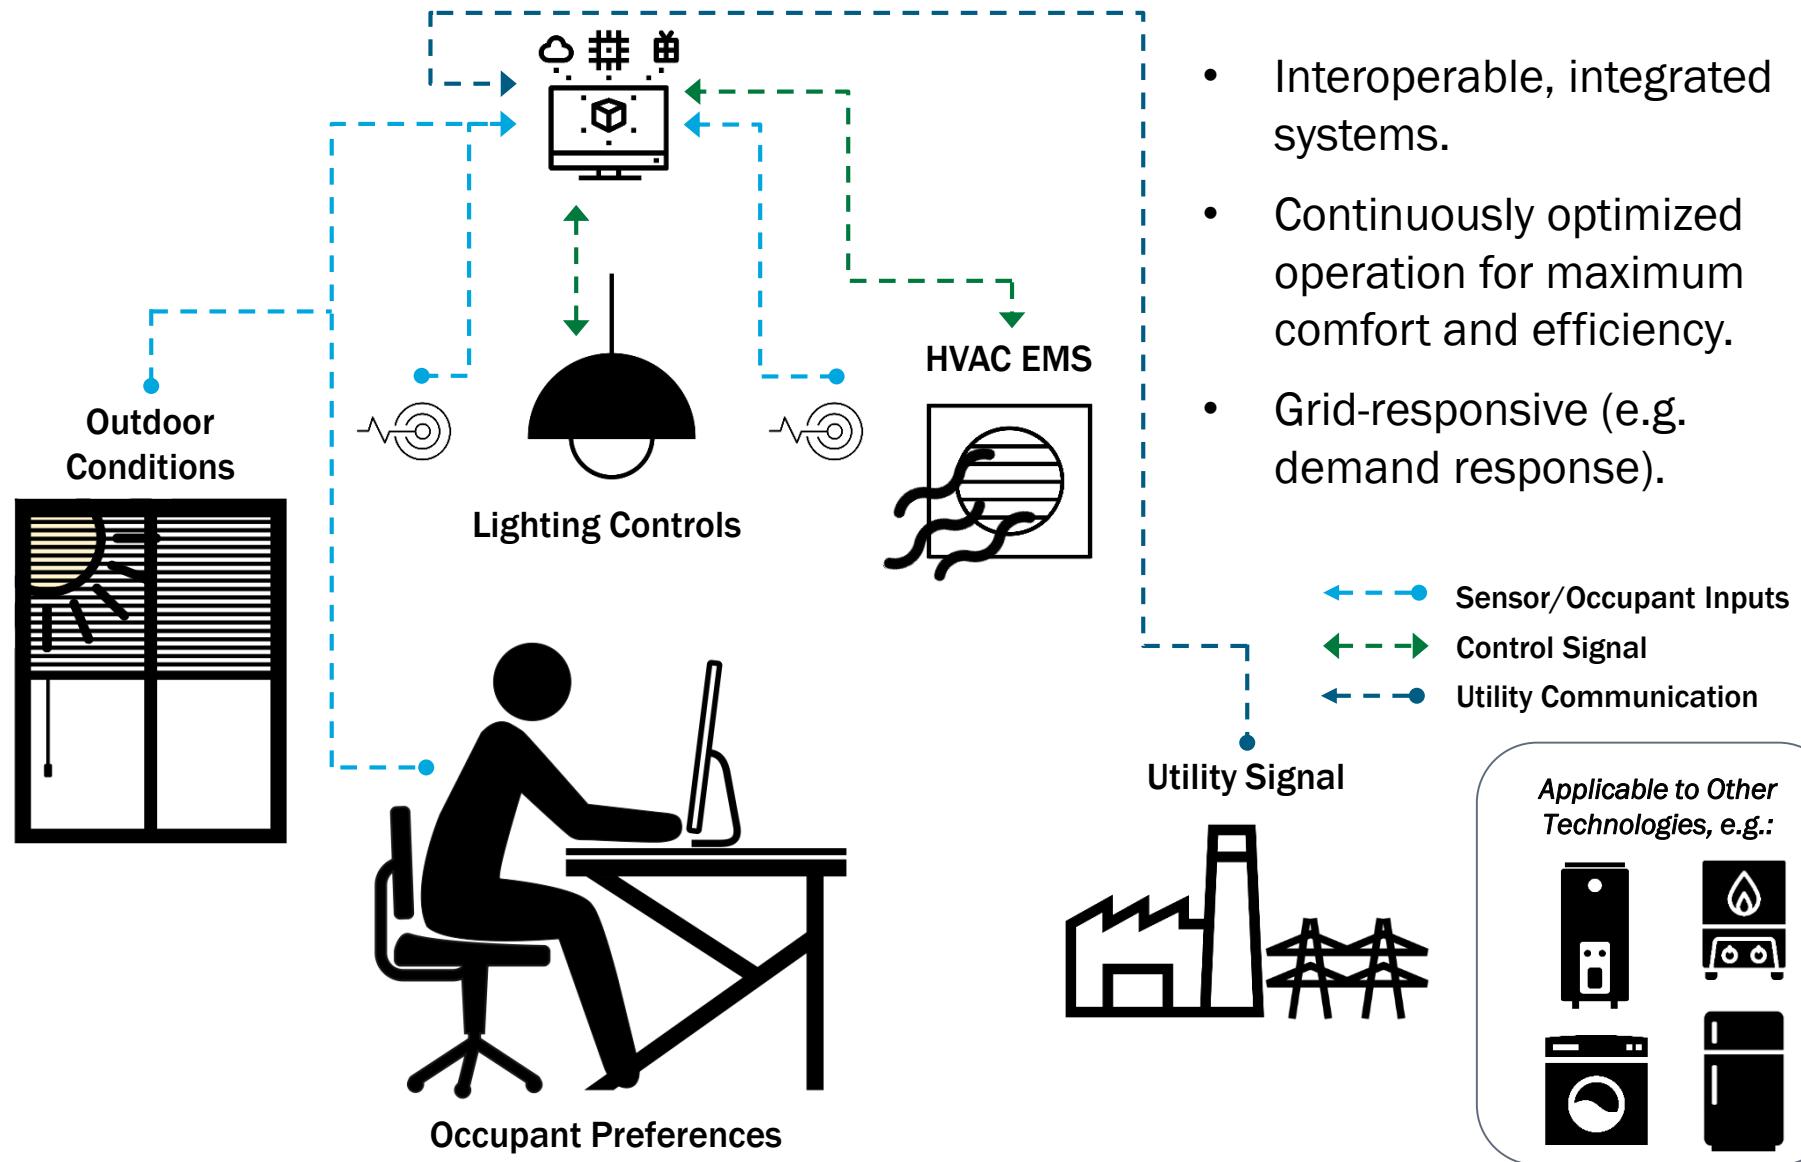 • Interoperable, integrated
systems.
• Continuously optimized
operation for maximum
comfort and efficiency.
• Grid-responsive (e.g.
demand response).
HVAC EMS
Outdoor
Conditions
Lighting Controls
Sensor/Occupant Inputs
Control Signal
Utility Communication
Utility Signal
Applicable to Other
Technologies, e.g.:
Occupant Preferences